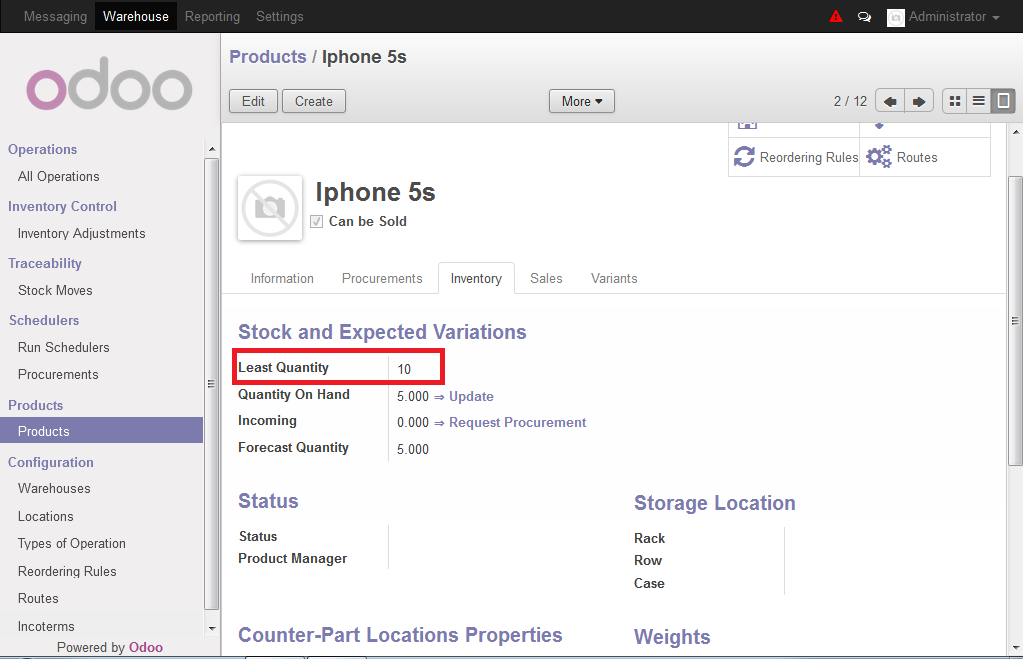 Messaging Warehouse Reporting Settings Administrator
odoo
Products / Iphone 5s
Edit Create More 2 / 12
Operations
All Operations
Inventory Control
Inventory Adjustments
Traceability
Stock Moves
Schedulers
Run Schedulers
Procurements
Products
Products
Configuration
Warehouses
Locations
Types of Operation
Reordering Rules
Routes
Incoterms
Powered by Odoo
Reordering Rules Routes
Iphone 5s
Can be Sold
Information Procurements Inventory Sales Variants
Stock and Expected Variations
Least Quantity 10
Quantity On Hand 5.000 ⇒ Update
Incoming 0.000 ⇒ Request Procurement
Forecast Quantity 5.000
Status
Status
Product Manager
Storage Location
Rack
Row
Case
Counter-Part Locations Properties
Weights